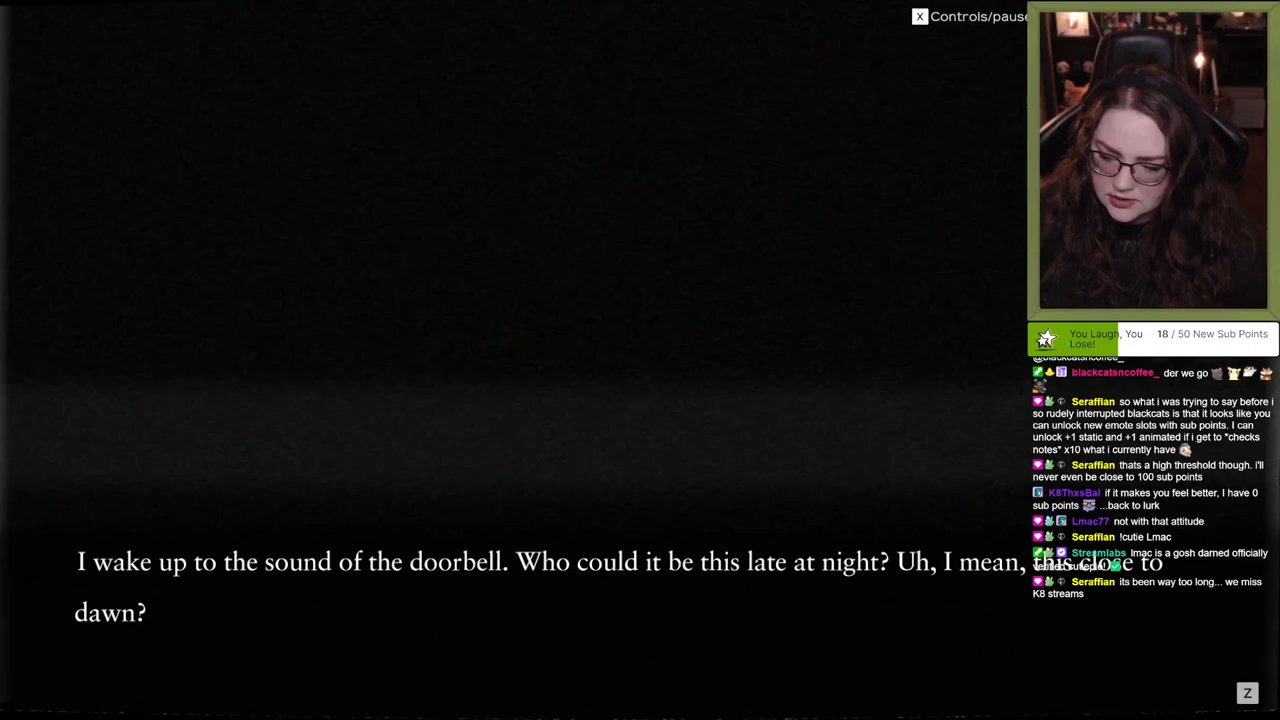 X Controls/pause
You Laugh, You Lose! 18 / 50 New Sub Points
@blackcatsncoffee_
blackcatsncoffee_ der we go
Seraffian so what i was trying to say before i
so rudely interrupted blackcats is that it looks like you
can unlock new emote slots with sub points. I can
unlock +1 static and +1 animated if i get to "checks
notes" x10 what i currently have
Seraffian thats a high threshold though. i'll
never even be close to 100 sub points
K8ThxsBai if it makes you feel better, I have 0
sub points ...back to lurk
Lmac77 not with that attitude
Seraffian !cutie Lmac
Streamlabs lmac is a gosh darned officially
Seraffian its been way too long... we miss
K8 streams
I wake up to the sound of the doorbell. Who could it be this late at night? Uh, I mean, this close to
dawn?
Z